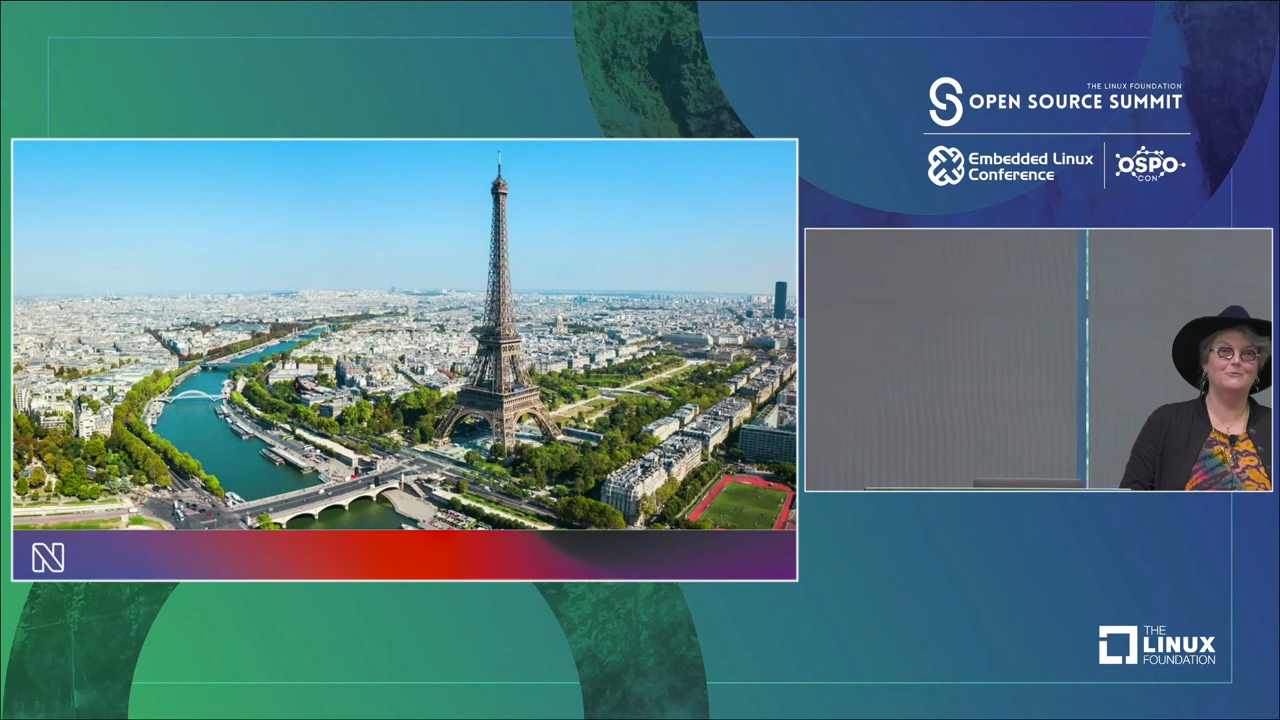 THE LINUX FOUNDATION
OPEN SOURCE SUMMIT
Embedded Linux
Conference
OSPO
CON
N
THE
LINUX
FOUNDATION